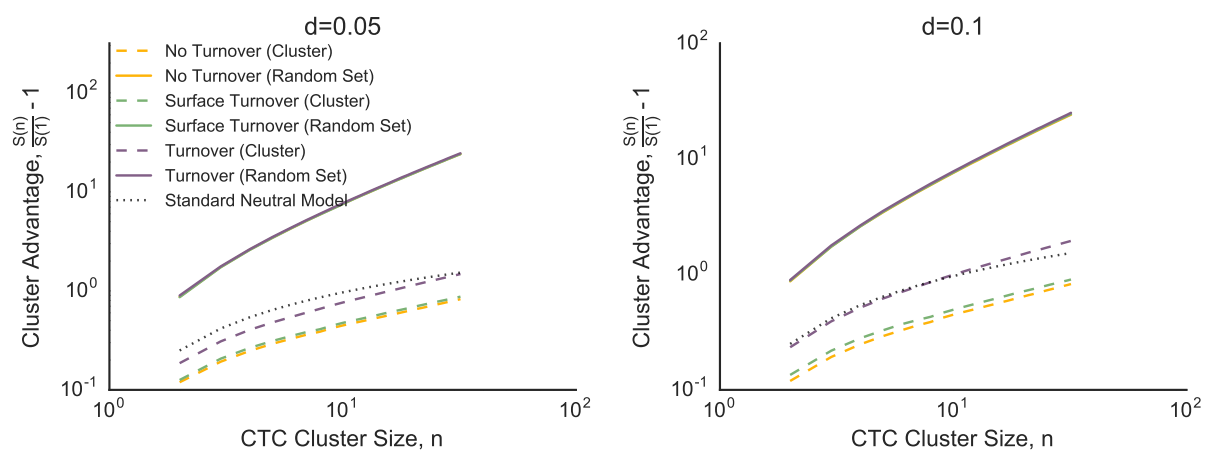 d=0.05
No Turnover (Cluster)
No Turnover (Random Set)
Surface Turnover (Cluster)
Surface Turnover (Random Set)
Turnover (Cluster)
Turnover (Random Set)
Standard Neutral Model
10²
10¹
10⁰
10⁻¹
10⁰ 10¹ 10²
Cluster Advantage, S(n)/S(1) - 1
CTC Cluster Size, n
d=0.1
10²
10¹
10⁰
10⁻¹
10⁰ 10¹ 10²
Cluster Advantage, S(n)/S(1) - 1
CTC Cluster Size, n